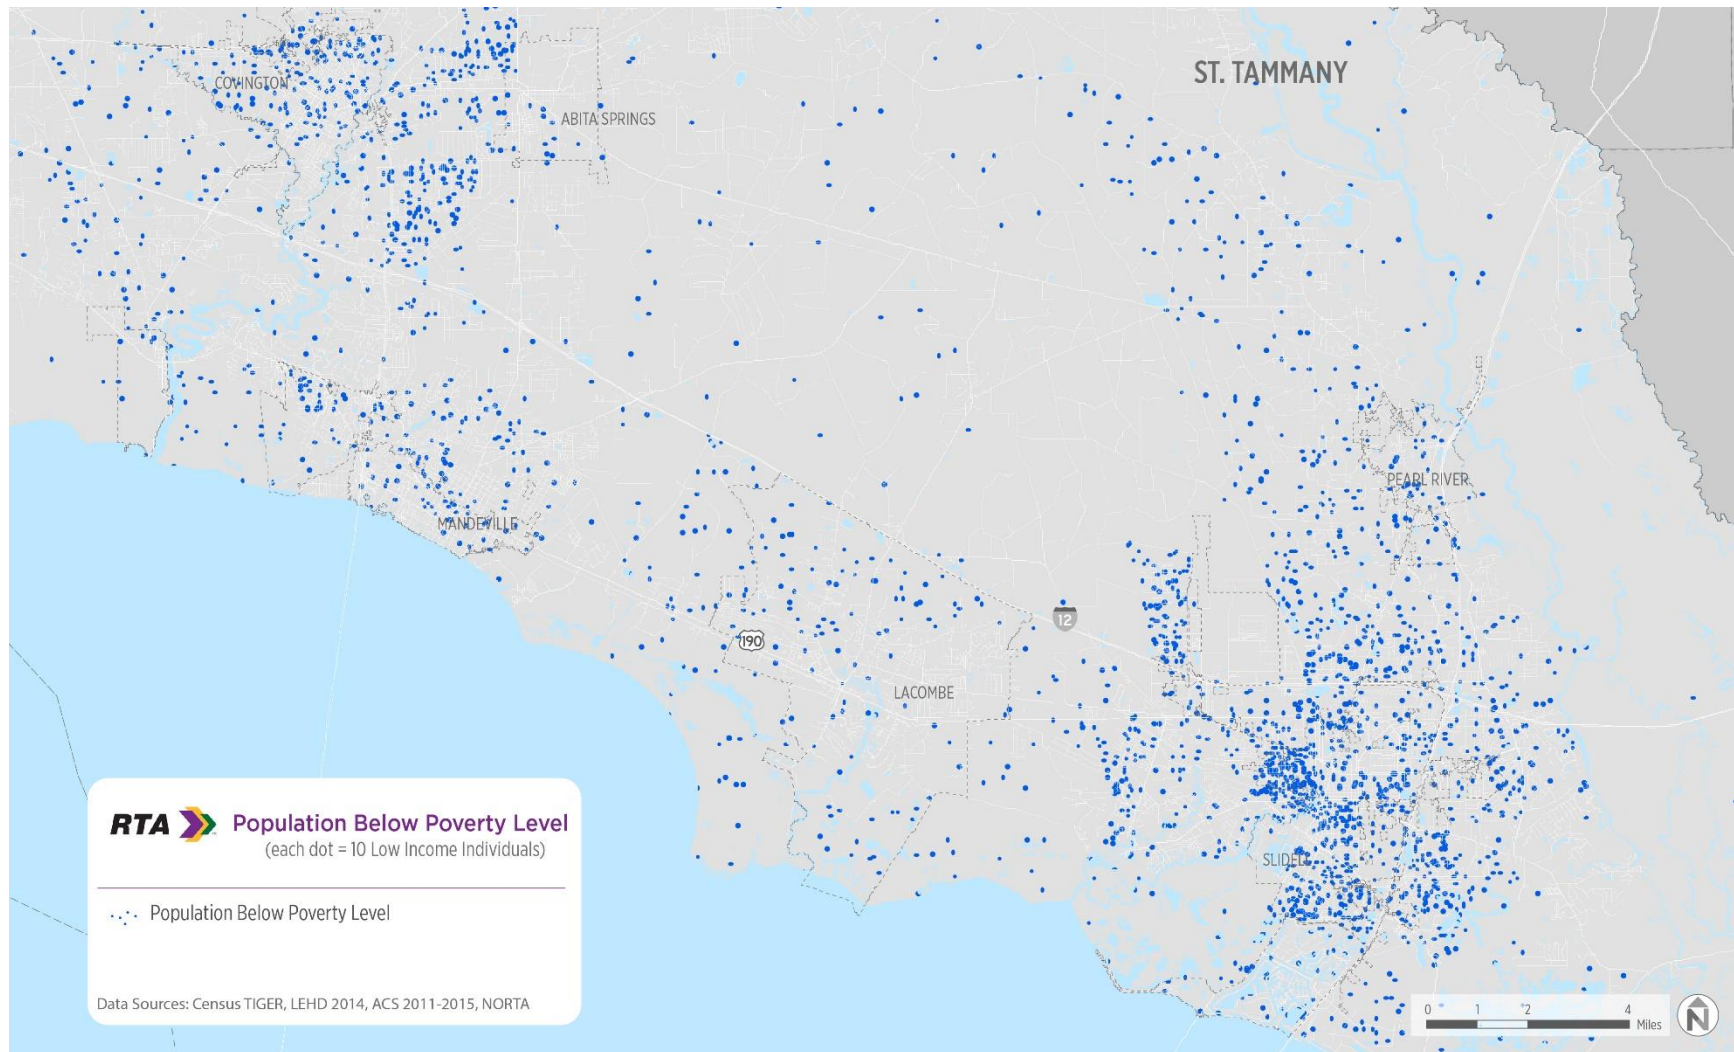 ST. TAMMANY
COVINGTON
ABITA SPRINGS
PEARL RIVER
MANDEVILLE
12
190
LACOMBE
SLIDELL
RTA Population Below Poverty Level
(each dot = 10 Low Income Individuals)
Population Below Poverty Level
Data Sources: Census TIGER, LEHD 2014, ACS 2011-2015, NORTA
0 1 2 4
Miles
N